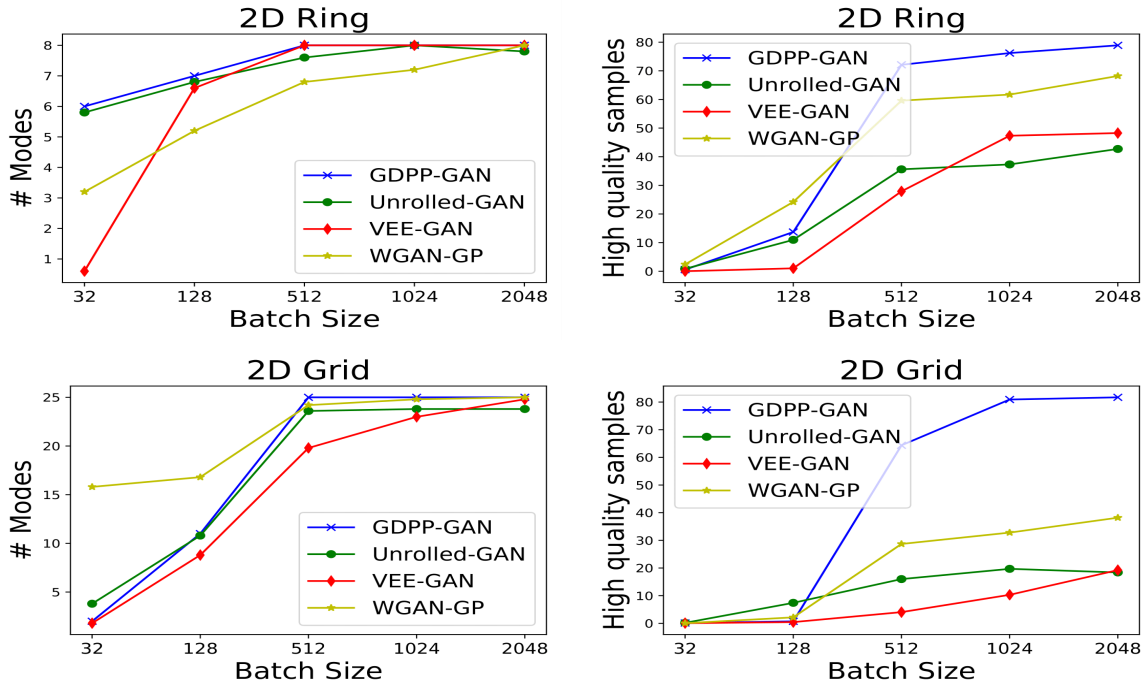 2D Ring
8
7
6
5
4
3
2
1
# Modes
GDPP-GAN
Unrolled-GAN
VEE-GAN
WGAN-GP
32 128 512 1024 2048
Batch Size
2D Ring
80
70
60
50
40
30
20
10
0
High quality samples
GDPP-GAN
Unrolled-GAN
VEE-GAN
WGAN-GP
32 128 512 1024 2048
Batch Size
2D Grid
25
20
15
10
5
# Modes
GDPP-GAN
Unrolled-GAN
VEE-GAN
WGAN-GP
32 128 512 1024 2048
Batch Size
2D Grid
80
70
60
50
40
30
20
10
0
High quality samples
GDPP-GAN
Unrolled-GAN
VEE-GAN
WGAN-GP
32 128 512 1024 2048
Batch Size